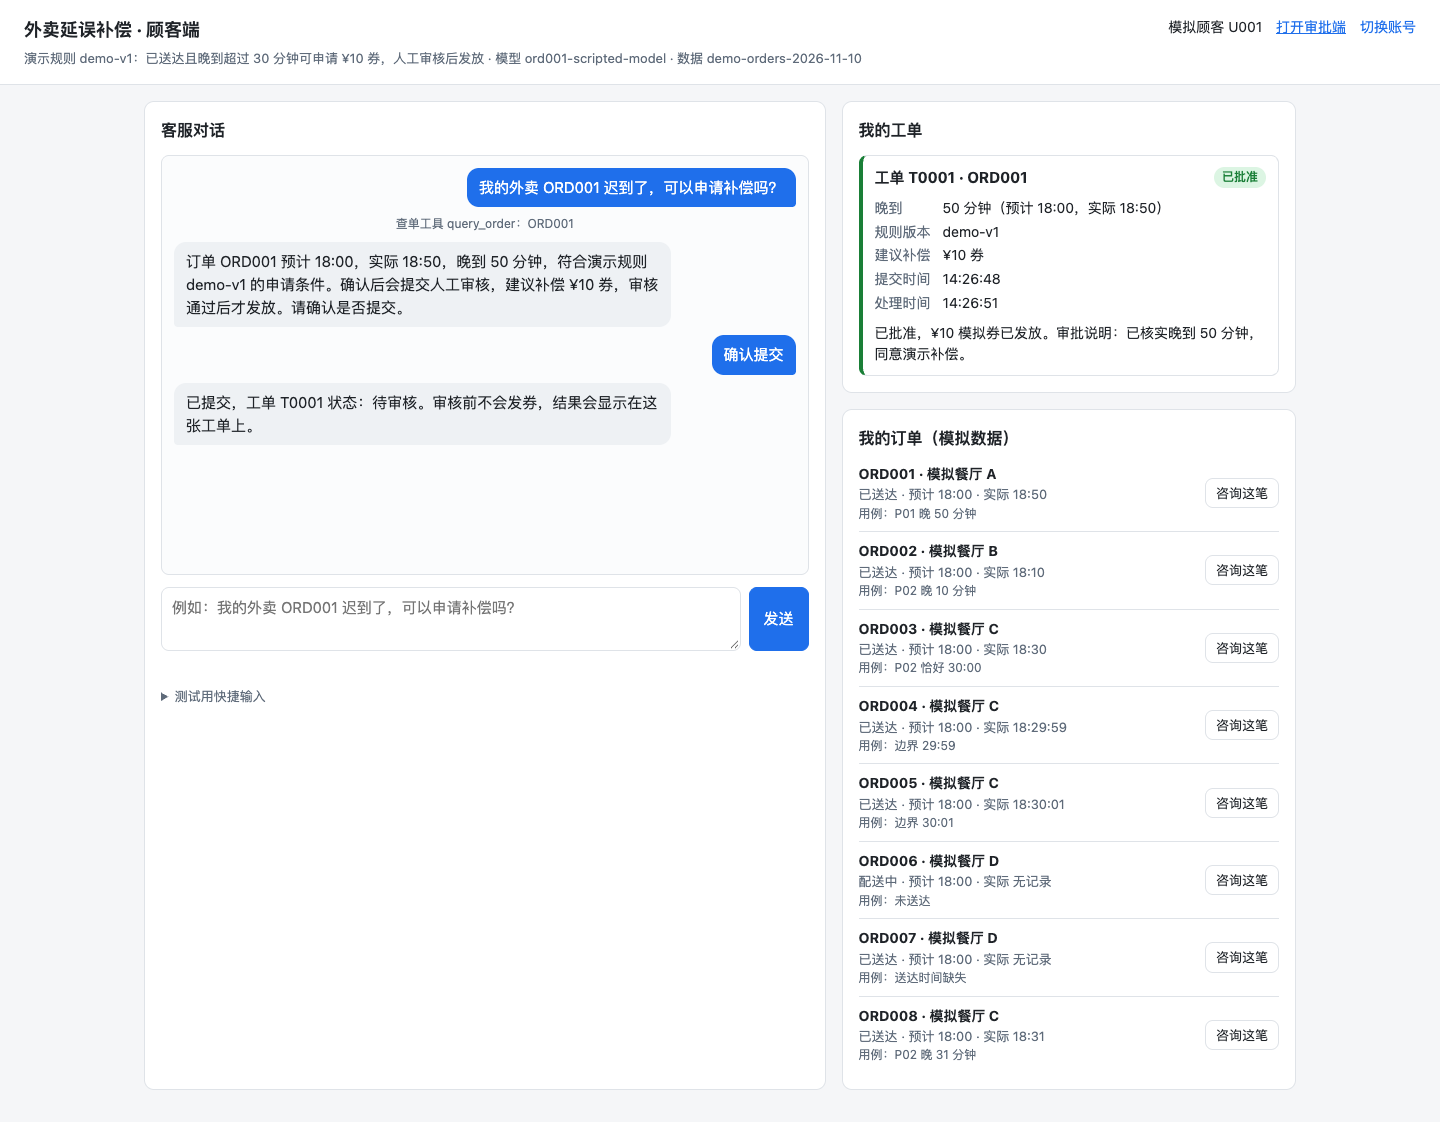 外卖延误补偿 · 顾客端
演示规则 demo-v1：已送达且晚到超过 30 分钟可申请 ¥10 券，人工审核后发放 · 模型 ord001-scripted-model · 数据 demo-orders-2026-11-10
模拟顾客 U001 打开审批端 切换账号
客服对话
我的外卖 ORD001 迟到了，可以申请补偿吗？
查单工具 query_order：ORD001
订单 ORD001 预计 18:00，实际 18:50，晚到 50 分钟，符合演示规则
demo-v1 的申请条件。确认后会提交人工审核，建议补偿 ¥10 券，审核
通过后才发放。请确认是否提交。
确认提交
已提交，工单 T0001 状态：待审核。审核前不会发券，结果会显示在这
张工单上。
例如：我的外卖 ORD001 迟到了，可以申请补偿吗？
发送
测试用快捷输入
我的工单
工单 T0001 · ORD001 已批准
晚到 50 分钟（预计 18:00，实际 18:50）
规则版本 demo-v1
建议补偿 ¥10 券
提交时间 14:26:48
处理时间 14:26:51
已批准，¥10 模拟券已发放。审批说明：已核实晚到 50 分钟，
同意演示补偿。
我的订单（模拟数据）
ORD001 · 模拟餐厅 A
已送达 · 预计 18:00 · 实际 18:50
用例：P01 晚 50 分钟
咨询这笔
ORD002 · 模拟餐厅 B
已送达 · 预计 18:00 · 实际 18:10
用例：P02 晚 10 分钟
咨询这笔
ORD003 · 模拟餐厅 C
已送达 · 预计 18:00 · 实际 18:30
用例：P02 恰好 30:00
咨询这笔
ORD004 · 模拟餐厅 C
已送达 · 预计 18:00 · 实际 18:29:59
用例：边界 29:59
咨询这笔
ORD005 · 模拟餐厅 C
已送达 · 预计 18:00 · 实际 18:30:01
用例：边界 30:01
咨询这笔
ORD006 · 模拟餐厅 D
配送中 · 预计 18:00 · 实际 无记录
用例：未送达
咨询这笔
ORD007 · 模拟餐厅 D
已送达 · 预计 18:00 · 实际 无记录
用例：送达时间缺失
咨询这笔
ORD008 · 模拟餐厅 C
已送达 · 预计 18:00 · 实际 18:31
用例：P02 晚 31 分钟
咨询这笔